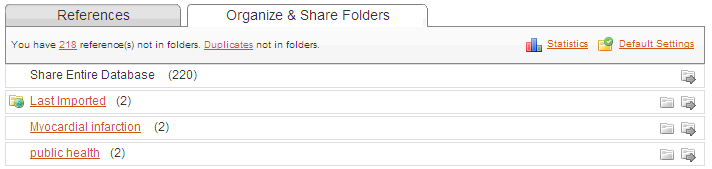 References Organize & Share Folders
You have 218 reference(s) not in folders. Duplicates not in folders. Statistics Default Settings
Share Entire Database (220)
Last Imported (2)
Myocardial infarction (2)
public health (2)